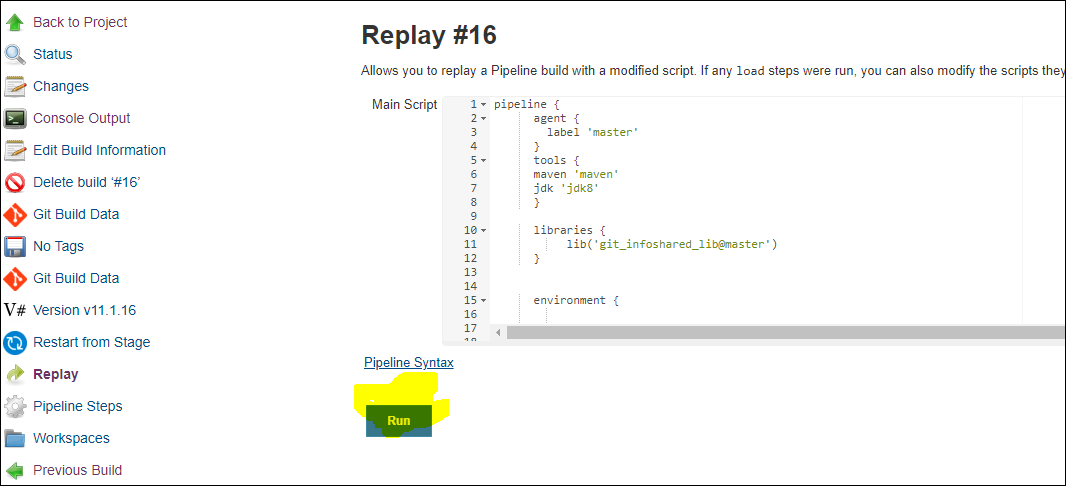 Back to Project
Status
Changes
Console Output
Edit Build Information
Delete build ‘#16’
Git Build Data
No Tags
Git Build Data
V# Version v11.1.16
Restart from Stage
Replay
Pipeline Steps
Workspaces
Previous Build
Replay #16
Allows you to replay a Pipeline build with a modified script. If any load steps were run, you can also modify the scripts they
Main Script
1 pipeline {
2 agent {
3 label 'master'
4 }
5 tools {
6 maven 'maven'
7 jdk 'jdk8'
8 }
9
10 libraries {
11 lib('git_infoshared_lib@master')
12 }
13
14
15 environment {
16
17
18
Pipeline Syntax
Run